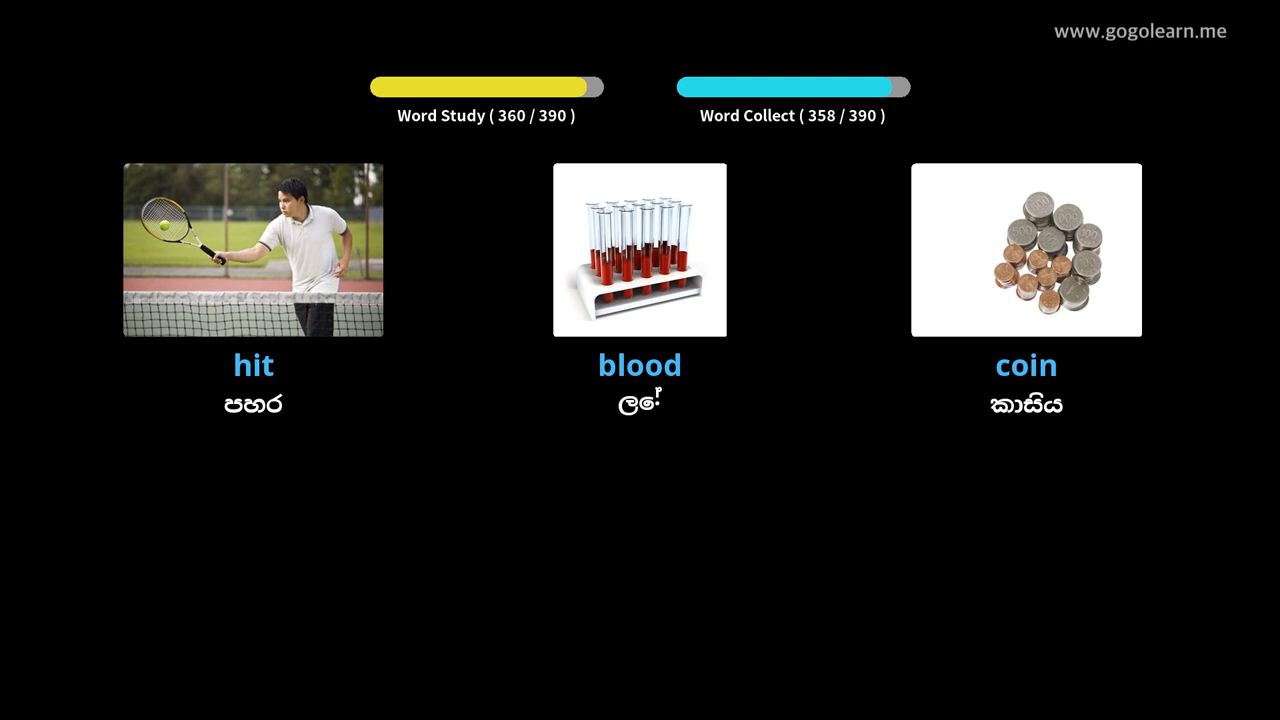 www.gogolearn.me
Word Study ( 360 / 390 )
Word Collect ( 358 / 390 )
hit
blood
coin
පහර
කාසිය